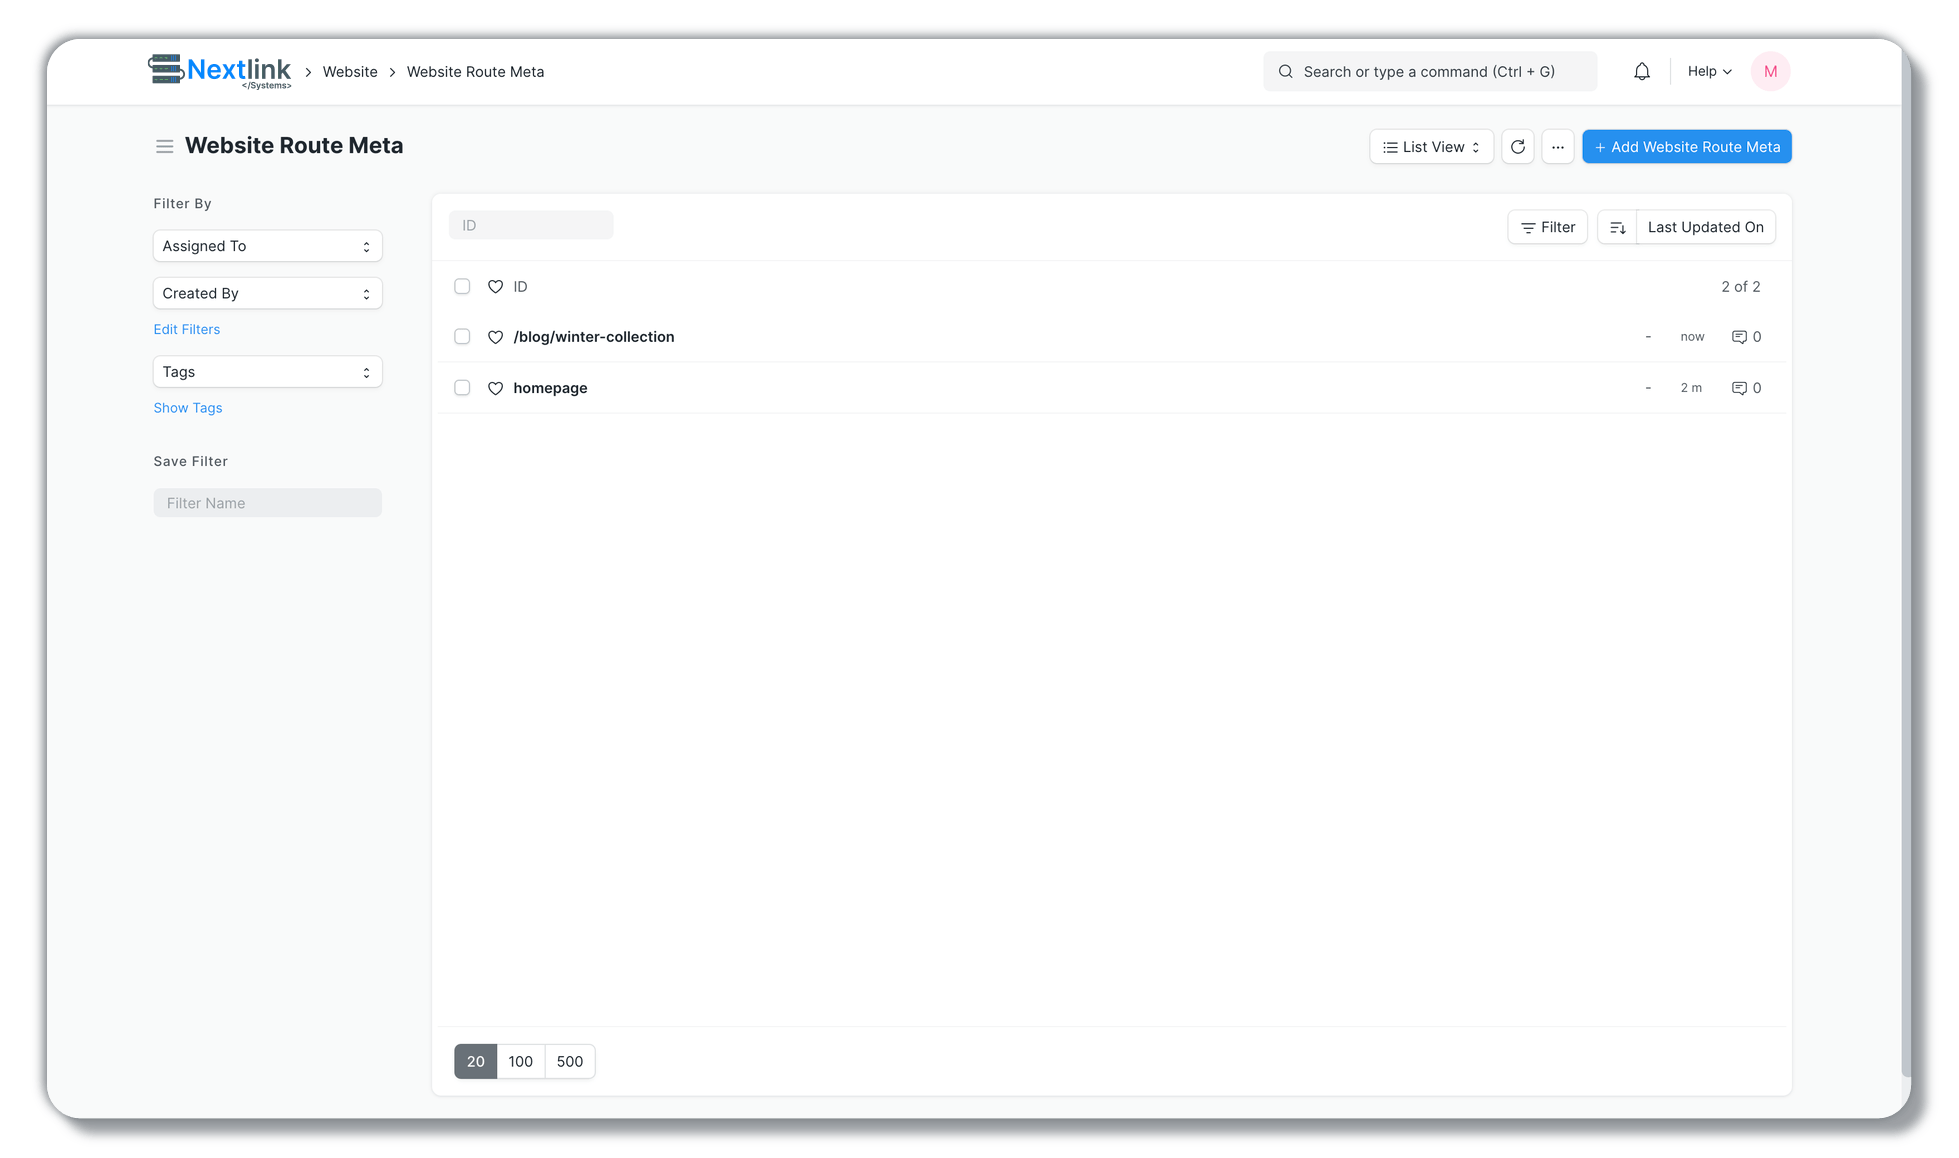 Nextlink
</Systems>
Website
Website Route Meta
Search or type a command (Ctrl + G)
Help
M
Website Route Meta
List View
+ Add Website Route Meta
Filter By
Assigned To
Created By
Edit Filters
Tags
Show Tags
Save Filter
Filter Name
ID
Filter
Last Updated On
ID
2 of 2
/blog/winter-collection
- now 0
homepage
- 2 m 0
20 100 500